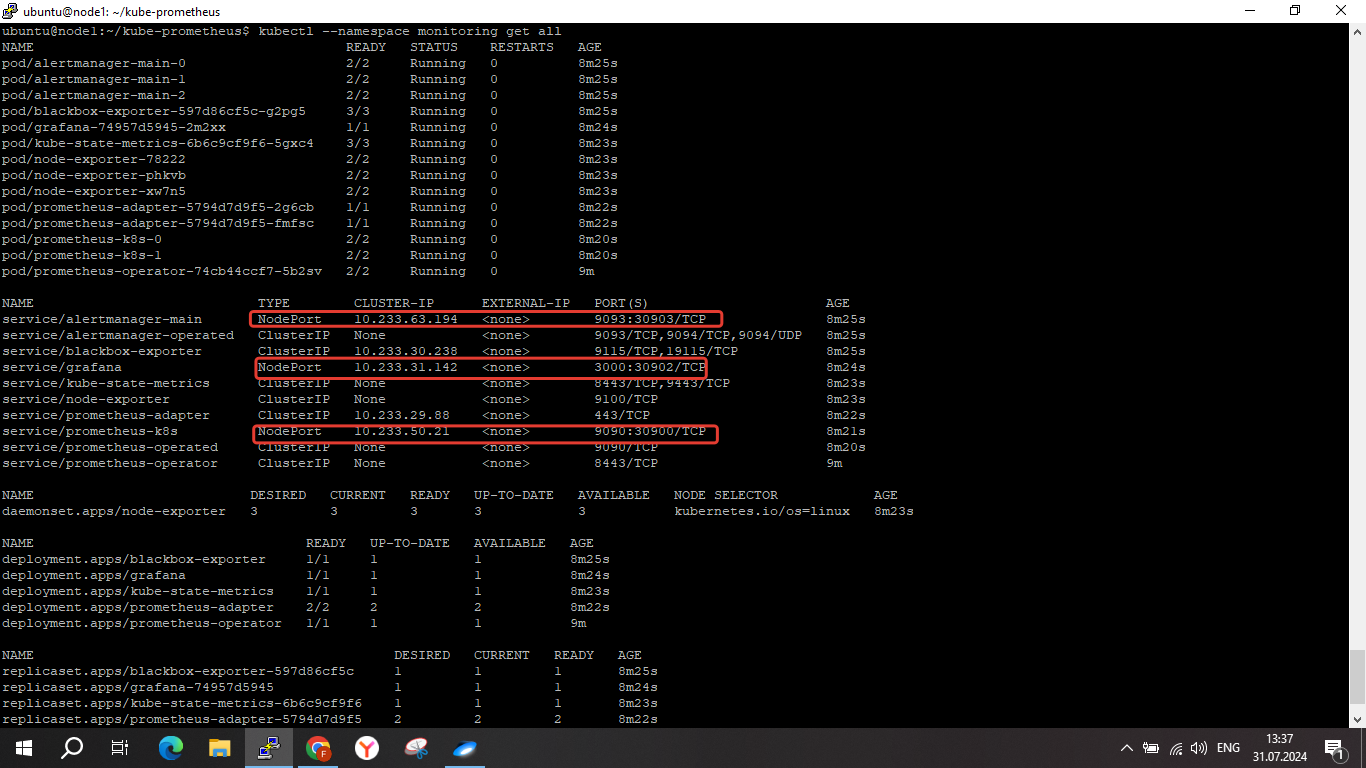 ubuntu@node1: ~/kube-prometheus
ubuntu@node1:~/kube-prometheus$ kubectl --namespace monitoring get all
NAME READY STATUS RESTARTS AGE
pod/alertmanager-main-0 2/2 Running 0 8m25s
pod/alertmanager-main-1 2/2 Running 0 8m25s
pod/alertmanager-main-2 2/2 Running 0 8m25s
pod/blackbox-exporter-597d86cf5c-g2pg5 3/3 Running 0 8m25s
pod/grafana-74957d5945-2m2xx 1/1 Running 0 8m24s
pod/kube-state-metrics-6b6c9cf9f6-5gxc4 3/3 Running 0 8m23s
pod/node-exporter-78222 2/2 Running 0 8m23s
pod/node-exporter-phkvb 2/2 Running 0 8m23s
pod/node-exporter-xw7n5 2/2 Running 0 8m23s
pod/prometheus-adapter-5794d7d9f5-2g6cb 1/1 Running 0 8m22s
pod/prometheus-adapter-5794d7d9f5-fmfsc 1/1 Running 0 8m22s
pod/prometheus-k8s-0 2/2 Running 0 8m20s
pod/prometheus-k8s-1 2/2 Running 0 8m20s
pod/prometheus-operator-74cb44ccf7-5b2sv 2/2 Running 0 9m
NAME TYPE CLUSTER-IP EXTERNAL-IP PORT(S) AGE
service/alertmanager-main NodePort 10.233.63.194 <none> 9093:30903/TCP 8m25s
service/alertmanager-operated ClusterIP None <none> 9093/TCP,9094/TCP,9094/UDP 8m25s
service/blackbox-exporter ClusterIP 10.233.30.238 <none> 9115/TCP,19115/TCP 8m25s
service/grafana NodePort 10.233.31.142 <none> 3000:30902/TCP 8m24s
service/kube-state-metrics ClusterIP None <none> 8443/TCP,9443/TCP 8m23s
service/node-exporter ClusterIP None <none> 9100/TCP 8m23s
service/prometheus-adapter ClusterIP 10.233.29.88 <none> 443/TCP 8m22s
service/prometheus-k8s NodePort 10.233.50.21 <none> 9090:30900/TCP 8m21s
service/prometheus-operated ClusterIP None <none> 9090/TCP 8m20s
service/prometheus-operator ClusterIP None <none> 8443/TCP 9m
NAME DESIRED CURRENT READY UP-TO-DATE AVAILABLE NODE SELECTOR AGE
daemonset.apps/node-exporter 3 3 3 3 3 kubernetes.io/os=linux 8m23s
NAME READY UP-TO-DATE AVAILABLE AGE
deployment.apps/blackbox-exporter 1/1 1 1 8m25s
deployment.apps/grafana 1/1 1 1 8m24s
deployment.apps/kube-state-metrics 1/1 1 1 8m23s
deployment.apps/prometheus-adapter 2/2 2 2 8m22s
deployment.apps/prometheus-operator 1/1 1 1 9m
NAME DESIRED CURRENT READY AGE
replicaset.apps/blackbox-exporter-597d86cf5c 1 1 1 8m25s
replicaset.apps/grafana-74957d5945 1 1 1 8m24s
replicaset.apps/kube-state-metrics-6b6c9cf9f6 1 1 1 8m23s
replicaset.apps/prometheus-adapter-5794d7d9f5 2 2 2 8m22s
F
Y
ENG
13:37
31.07.2024
1